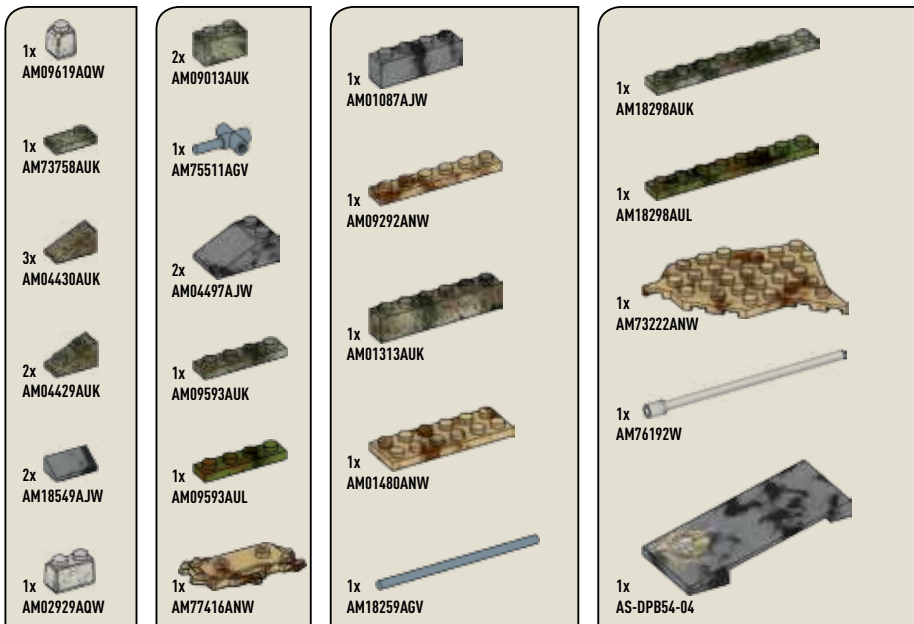 1x
AM09619AQW
1x
AM73758AUK
3x
AM04430AUK
2x
AM04429AUK
2x
AM18549AJW
1x
AM02929AQW
2x
AM09013AUK
1x
AM75511AGV
2x
AM04497AJW
1x
AM09593AUK
1x
AM09593AUL
1x
AM77416ANW
1x
AM01087AJW
1x
AM09292ANW
1x
AM01313AUK
1x
AM01480ANW
1x
AM18259AGV
1x
AM18298AUK
1x
AM18298AUL
1x
AM73222ANW
1x
AM76192W
1x
AS-DPB54-04